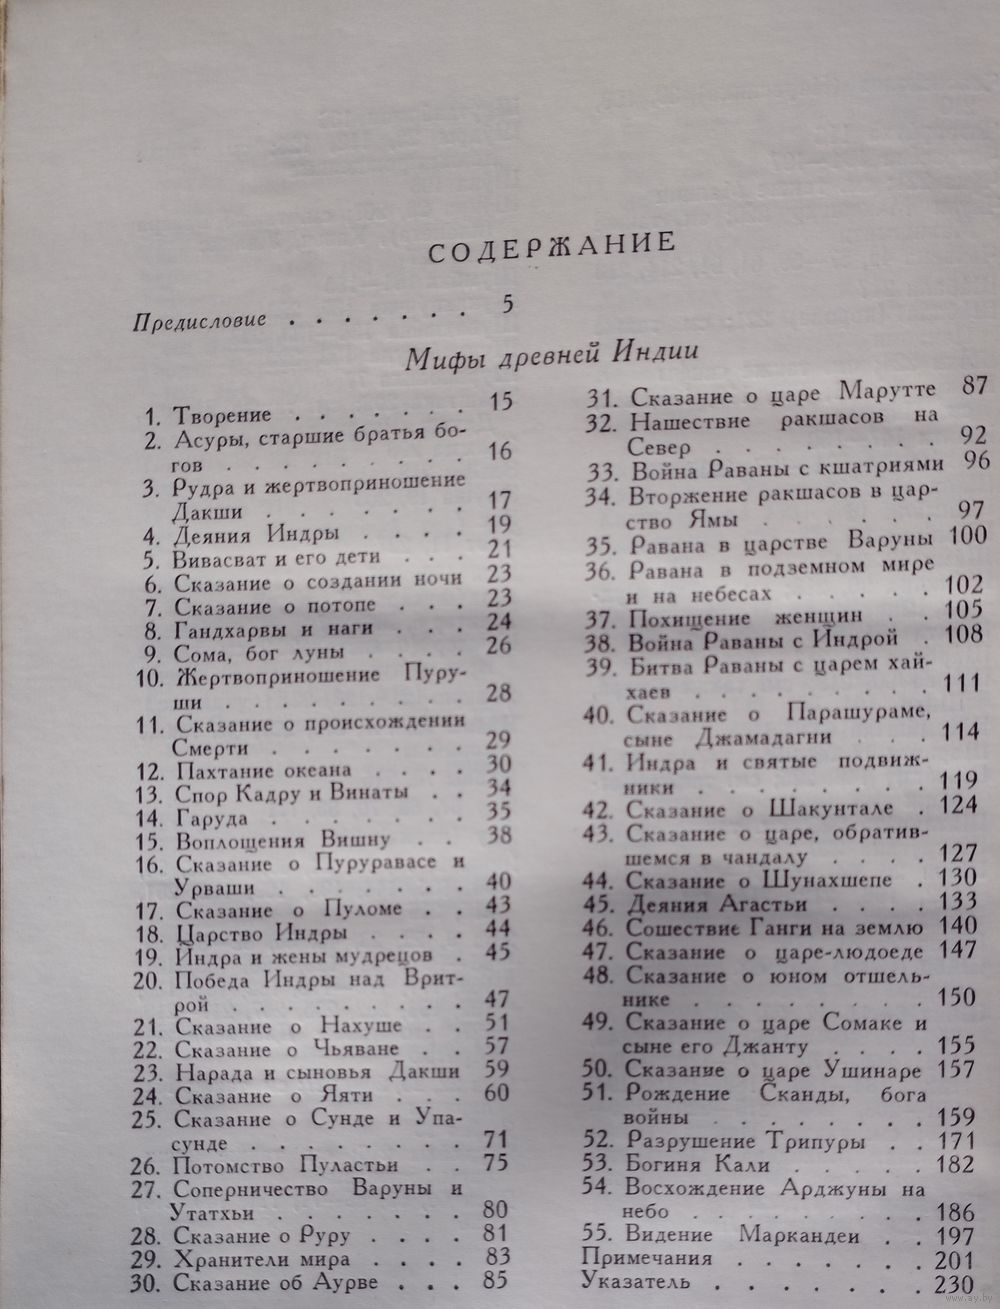 СОДЕРЖАНИЕ
Предисловие . . . . . . . 5
Мифы древней Индии
1. Творение . . . . . . . 15
2. Асуры, старшие братья бо-
гов . . . . . . . . . 16
3. Рудра и жертвоприношение
Дакши . . . . . . . 17
4. Деяния Индры . . . . 19
5. Вивасват и его дети . . . 21
6. Сказание о создании ночи 23
7. Сказание о потопе . . . 23
8. Гандхарвы и наги . . . 24
9. Сома, бог луны . . . . 26
10. Жертвоприношение Пуру-
ши . . . . . . . . . 28
11. Сказание о происхождении
Смерти . . . . . . . 29
12. Пахтание океана . . . . 30
13. Спор Кадру и Винаты . . 34
14. Гаруда . . . . . . . 35
15. Воплощения Вишну . . 38
16. Сказание о Пуруравасе и
Урваши . . . . . . . 40
17. Сказание о Пуломе . . 43
18. Царство Индры . . . . 44
19. Индра и жены мудрецов . 45
20. Победа Индры над Врит-
рой . . . . . . . . . 47
21. Сказание о Нахуше . . 51
22. Сказание о Чьяване . . 57
23. Нарада и сыновья Дакши 59
24. Сказание о Яяти . . . 60
25. Сказание о Сунде и Упа-
сунде . . . . . . . . 71
26. Потомство Пуластьи . . 75
27. Соперничество Варуны и
Утатхьи . . . . . . . 80
28. Сказание о Руру . . . . 81
29. Хранители мира . . . . 83
30. Сказание об Аурве . . . 85
31. Сказание о царе Марутте 87
32. Нашествие ракшасов на
Север . . . . . . . 92
33. Война Раваны с кшатриями 96
34. Вторжение ракшасов в цар-
ство Ямы . . . . . . 97
35. Равана в царстве Варуны 100
36. Равана в подземном мире
и на небесах . . . . . 102
37. Похищение женщин . . 105
38. Война Раваны с Индрой . 108
39. Битва Раваны с царем хай-
хаев . . . . . . . . . 111
40. Сказание о Парашураме,
сыне Джамадагни . . . 114
41. Индра и святые подвиж-
ники . . . . . . . . 119
42. Сказание о Шакунтале . 124
43. Сказание о царе, обратив-
шемся в чандалу . . . . 127
44. Сказание о Шунахшепе . 130
45. Деяния Агастьи . . . . 133
46. Сошествие Ганги на землю 140
47. Сказание о царе-людоеде 147
48. Сказание о юном отшель-
нике . . . . . . . . 150
49. Сказание о царе Сомаке и
сыне его Джанту . . . . 155
50. Сказание о царе Ушинаре 157
51. Рождение Сканды, бога
войны . . . . . . . . 159
52. Разрушение Трипуры . . 171
53. Богиня Кали . . . . . 182
54. Восхождение Арджуны на
небо . . . . . . . . . 186
55. Видение Маркандеи . . 197
Примечания . . . . . . . 201
Указатель . . . . . . . 230
www.ay.by